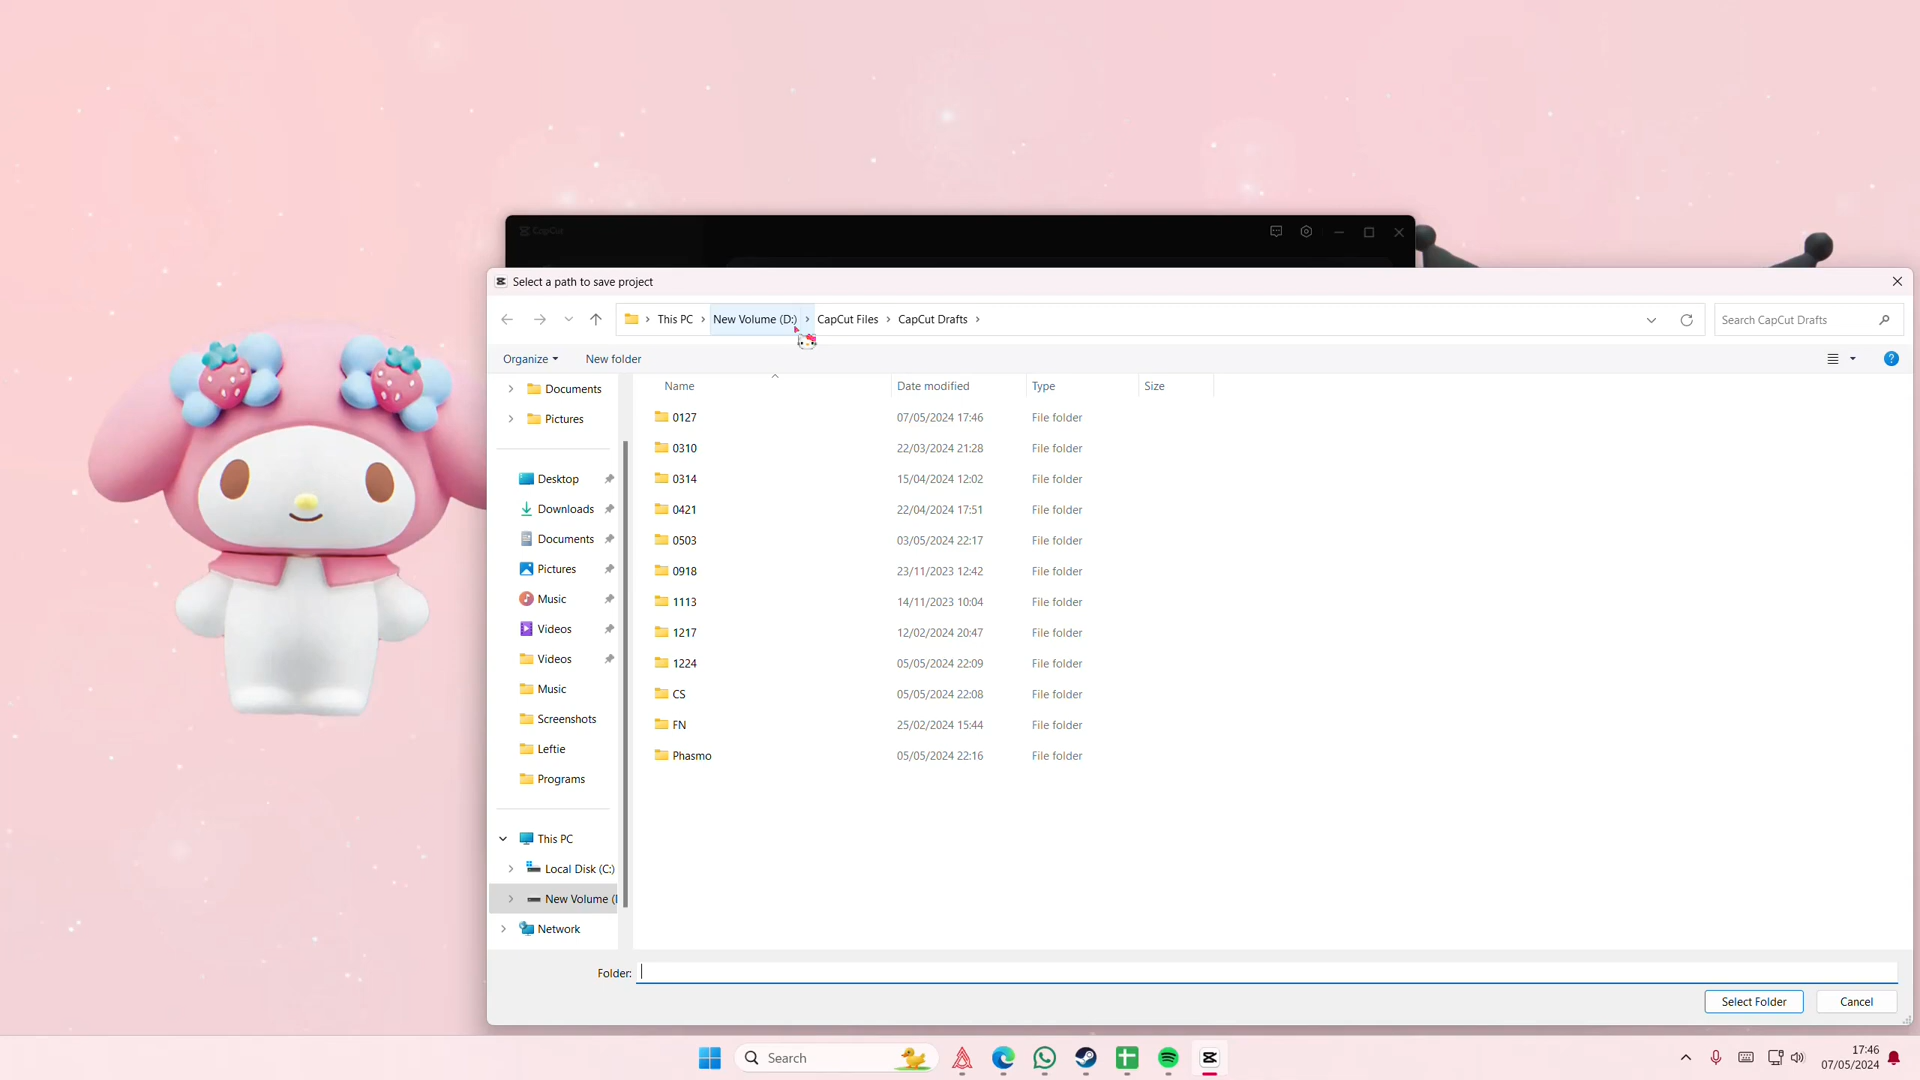 CapCut
Select a path to save project
This PC New Volume (D:) CapCut Files CapCut Drafts
Search CapCut Drafts
Organize New folder
Name Date modified Type Size
Documents
Pictures
Desktop
Downloads
Documents
Pictures
Music
Videos
Videos
Music
Screenshots
Leftie
Programs
This PC
Local Disk (C:)
New Volume (
Network
0127 07/05/2024 17:46 File folder
0310 22/03/2024 21:28 File folder
0314 15/04/2024 12:02 File folder
0421 22/04/2024 17:51 File folder
0503 03/05/2024 22:17 File folder
0918 23/11/2023 12:42 File folder
1113 14/11/2023 10:04 File folder
1217 12/02/2024 20:47 File folder
1224 05/05/2024 22:09 File folder
CS 05/05/2024 22:08 File folder
FN 25/02/2024 15:44 File folder
Phasmo 05/05/2024 22:16 File folder
Folder:
Select Folder Cancel
Search
17:46
07/05/2024